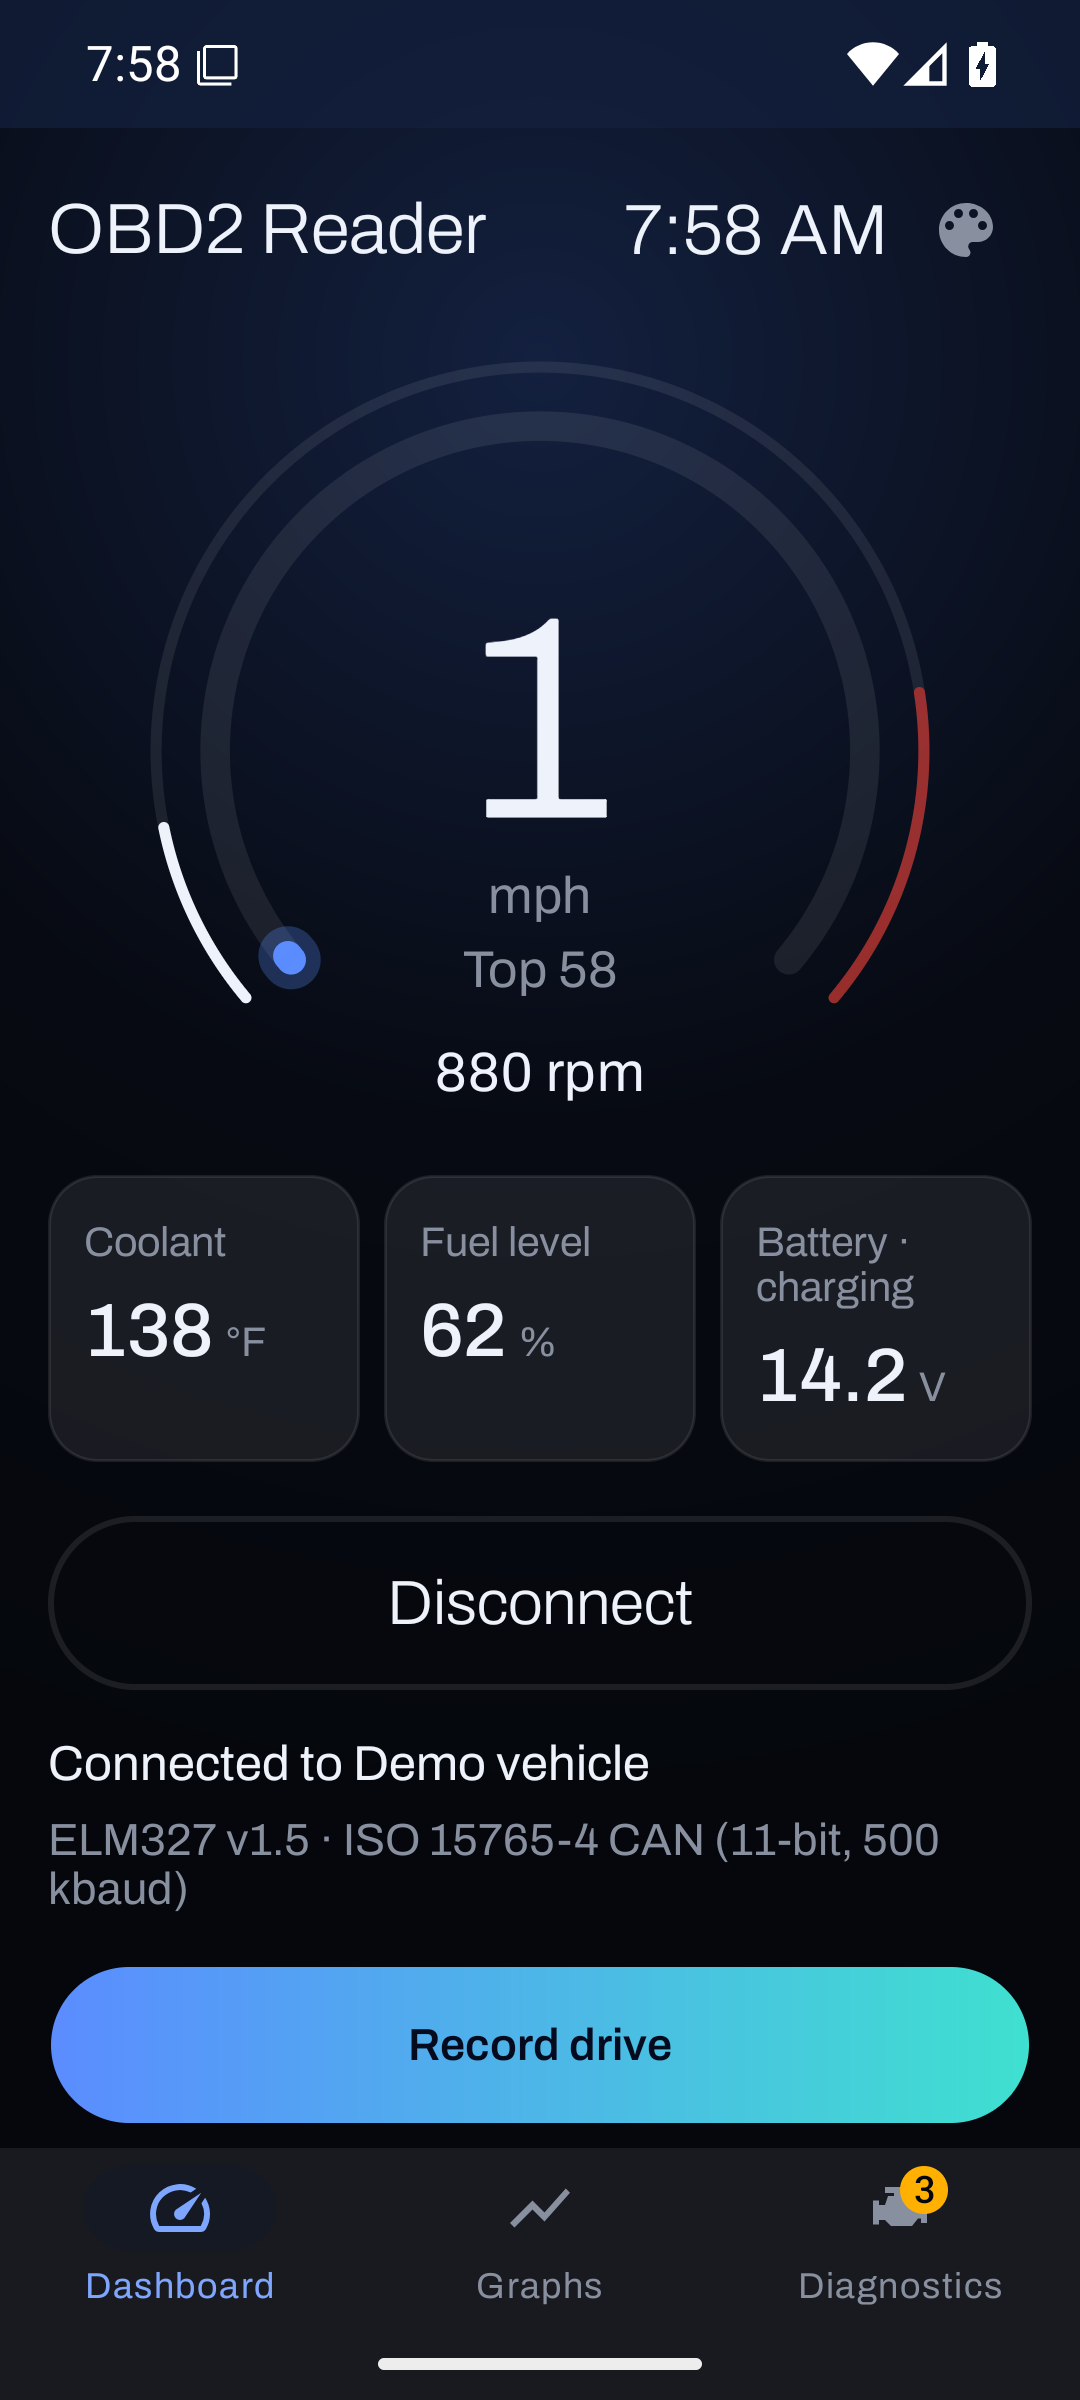 7:58
OBD2 Reader 7:58 AM
1
mph
Top 58
880 rpm
Coolant
138 °F
Fuel level
62 %
Battery ·
charging
14.2 V
Disconnect
Connected to Demo vehicle
ELM327 v1.5 · ISO 15765-4 CAN (11-bit, 500
kbaud)
Record drive
3
Dashboard Graphs Diagnostics